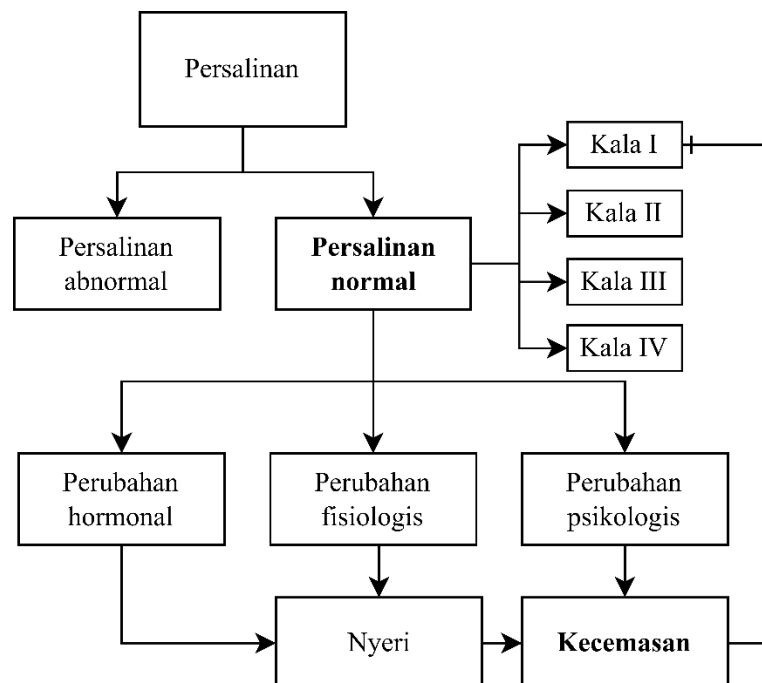 Persalinan
Kala I
Kala II
Kala III
Kala IV
Persalinan
abnormal
Persalinan
normal
Perubahan
hormonal
Perubahan
fisiologis
Perubahan
psikologis
Nyeri
Kecemasan